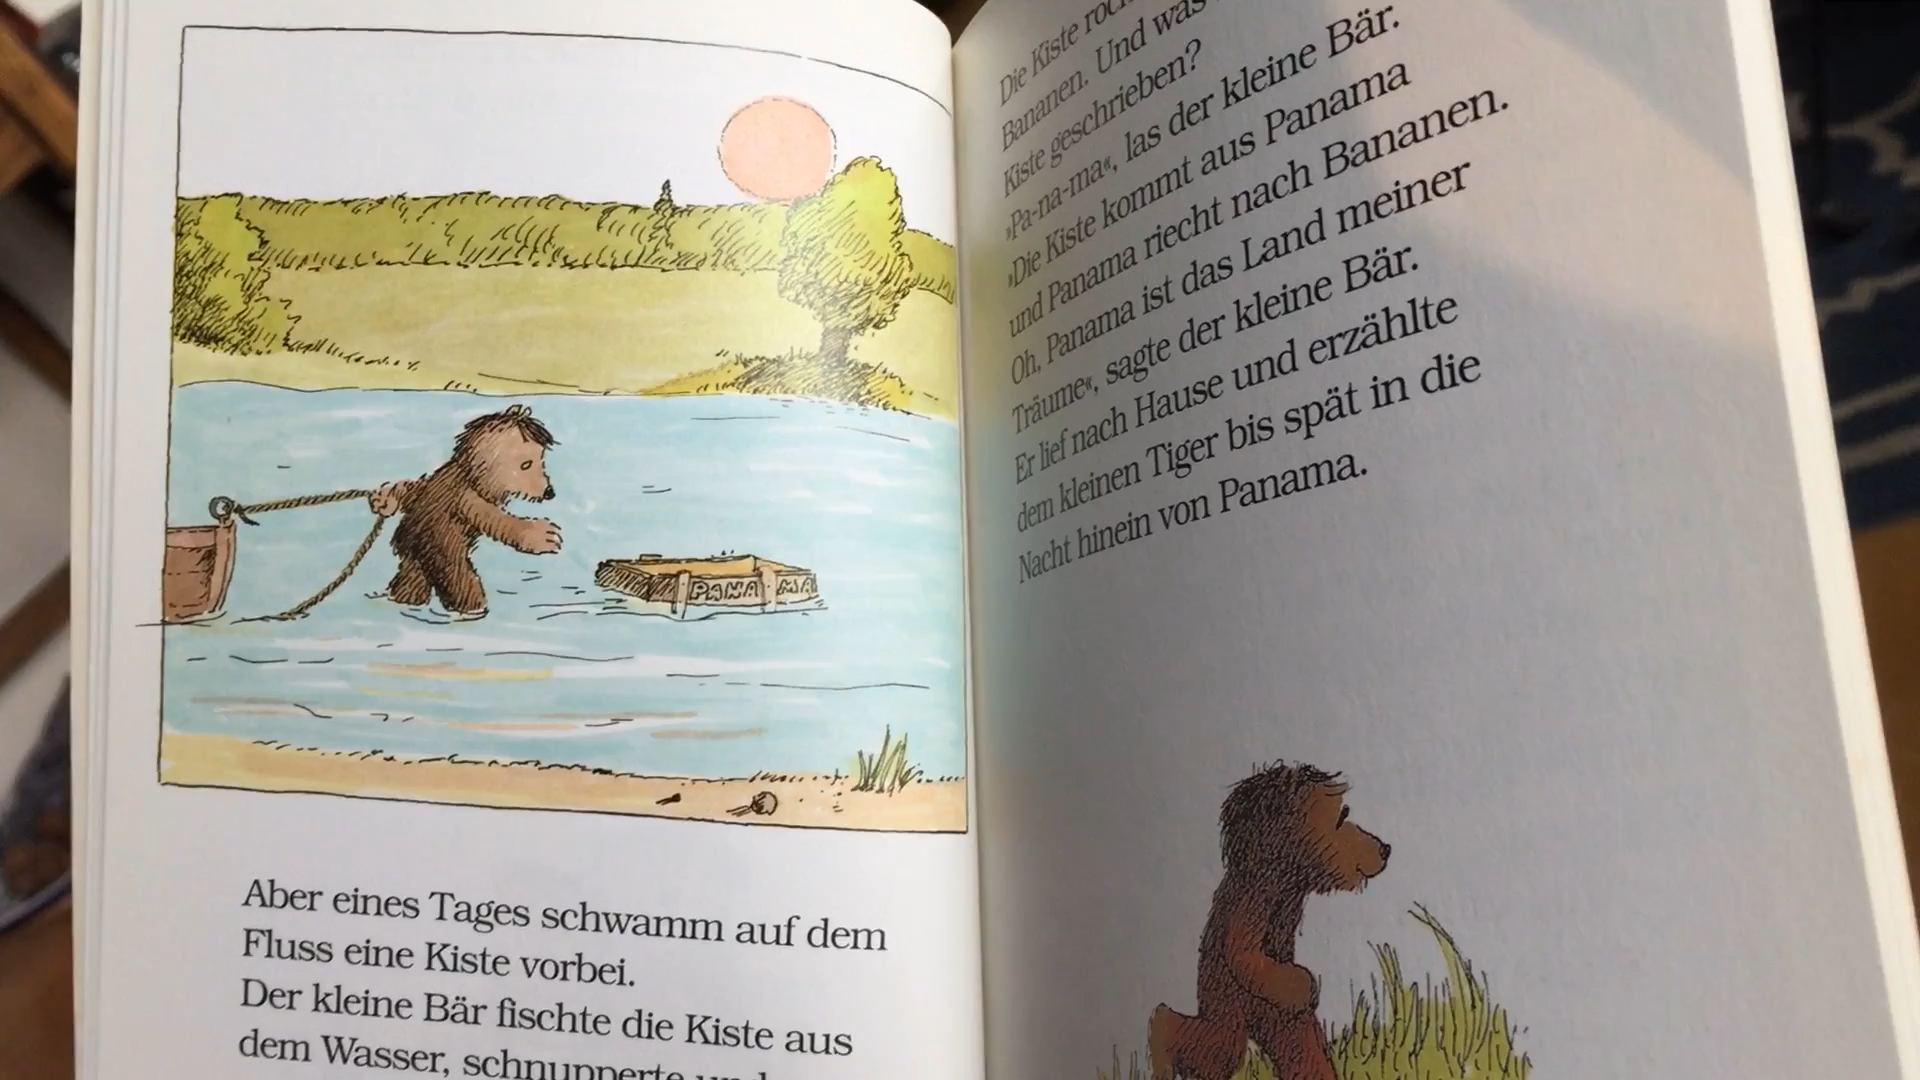 PANAMA
Aber eines Tages schwamm auf dem
Fluss eine Kiste vorbei.
Der kleine Bär fischte die Kiste aus
dem Wasser, schnupperte und
Die Kiste roch
Bananen. Und was
Kiste geschrieben?
»Pa-na-ma«, las der kleine Bär.
»Die Kiste kommt aus Panama
und Panama riecht nach Bananen.
Oh, Panama ist das Land meiner
Träume«, sagte der kleine Bär.
Er lief nach Hause und erzählte
dem kleinen Tiger bis spät in die
Nacht hinein von Panama.